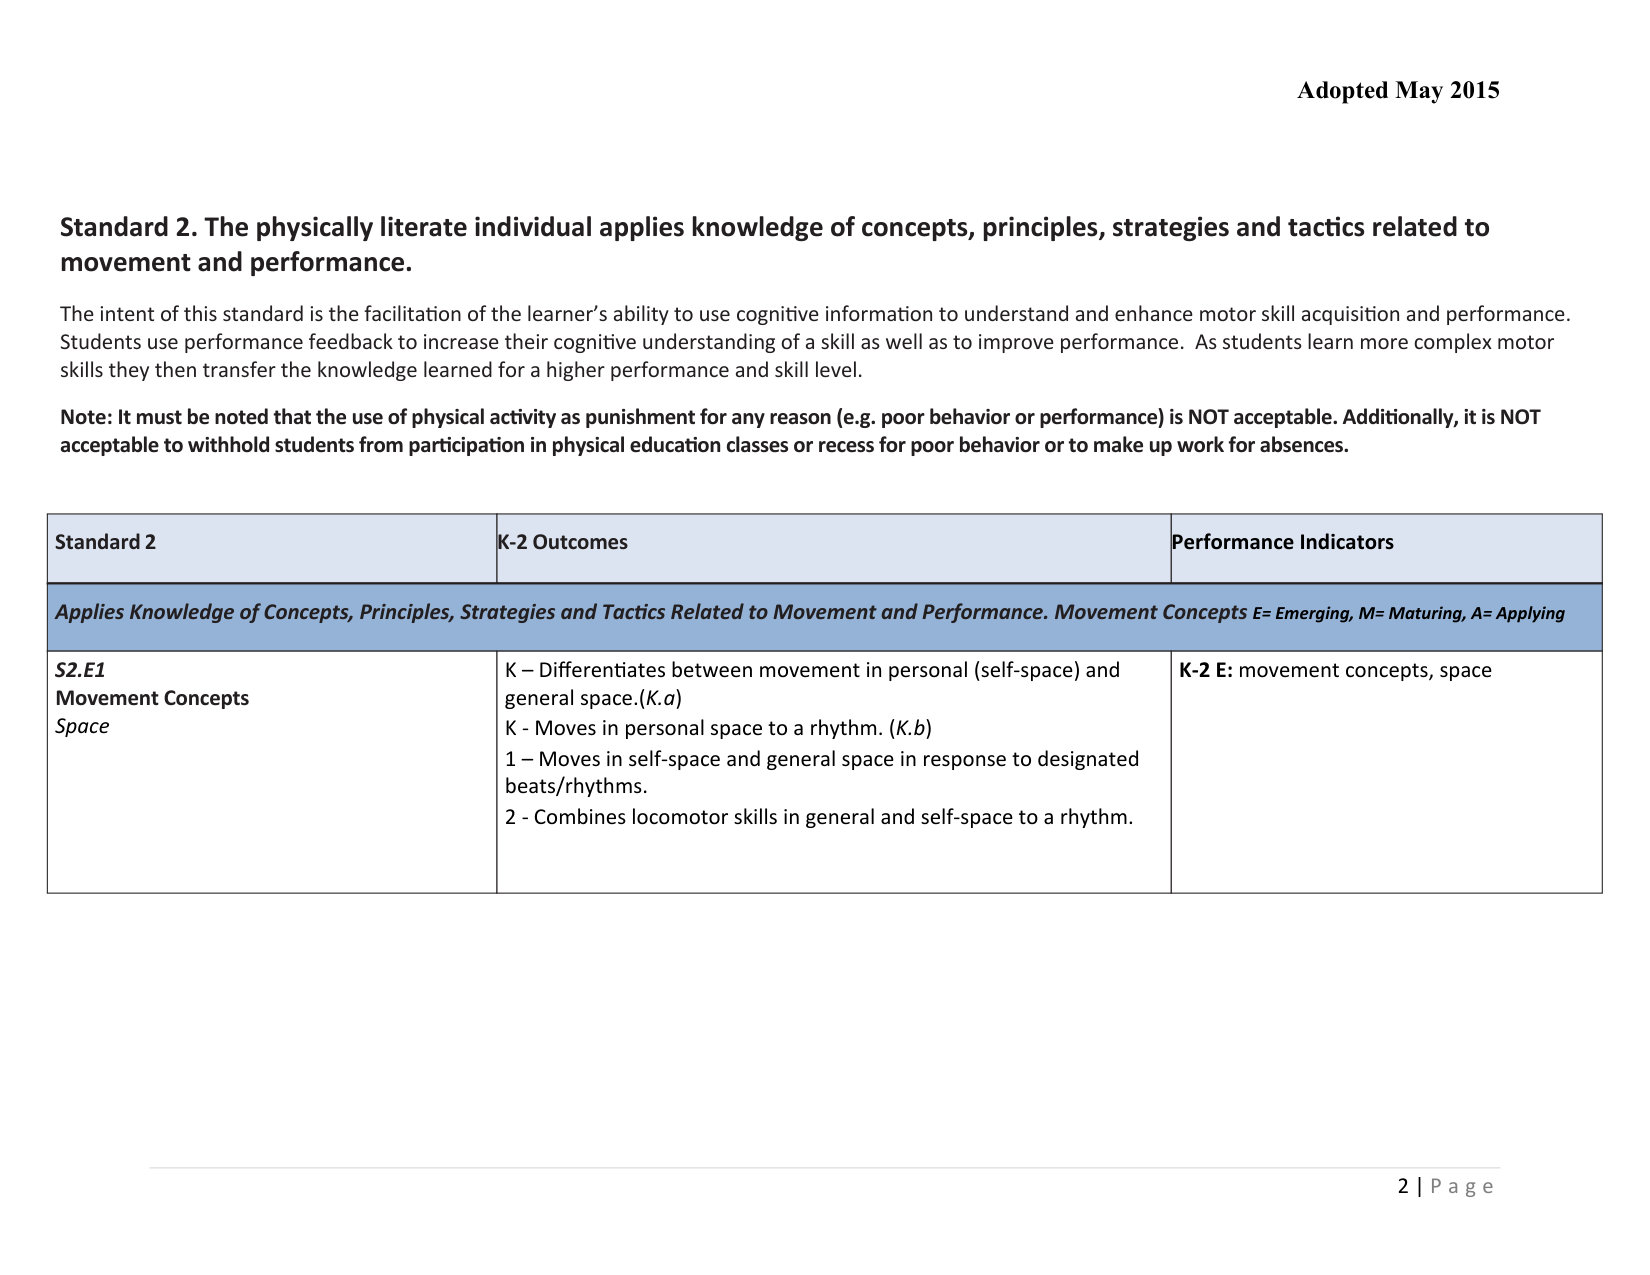 Adopted May 2015
Standard 2. The physically literate individual applies knowledge of concepts, principles, strategies and tactics related to
movement and performance.
The intent of this standard is the facilitation of the learner’s ability to use cognitive information to understand and enhance motor skill acquisition and performance.
Students use performance feedback to increase their cognitive understanding of a skill as well as to improve performance.  As students learn more complex motor
skills they then transfer the knowledge learned for a higher performance and skill level.
Note: It must be noted that the use of physical activity as punishment for any reason (e.g. poor behavior or performance) is NOT acceptable. Additionally, it is NOT
acceptable to withhold students from participation in physical education classes or recess for poor behavior or to make up work for absences.
Standard 2
K-2 Outcomes
Performance Indicators
Applies Knowledge of Concepts, Principles, Strategies and Tactics Related to Movement and Performance. Movement Concepts E= Emerging, M= Maturing, A= Applying
S2.E1
Movement Concepts
Space
K – Differentiates between movement in personal (self-space) and
general space.(K.a)
K - Moves in personal space to a rhythm. (K.b)
1 – Moves in self-space and general space in response to designated
beats/rhythms.
2 - Combines locomotor skills in general and self-space to a rhythm.
K-2 E: movement concepts, space
2 | Page